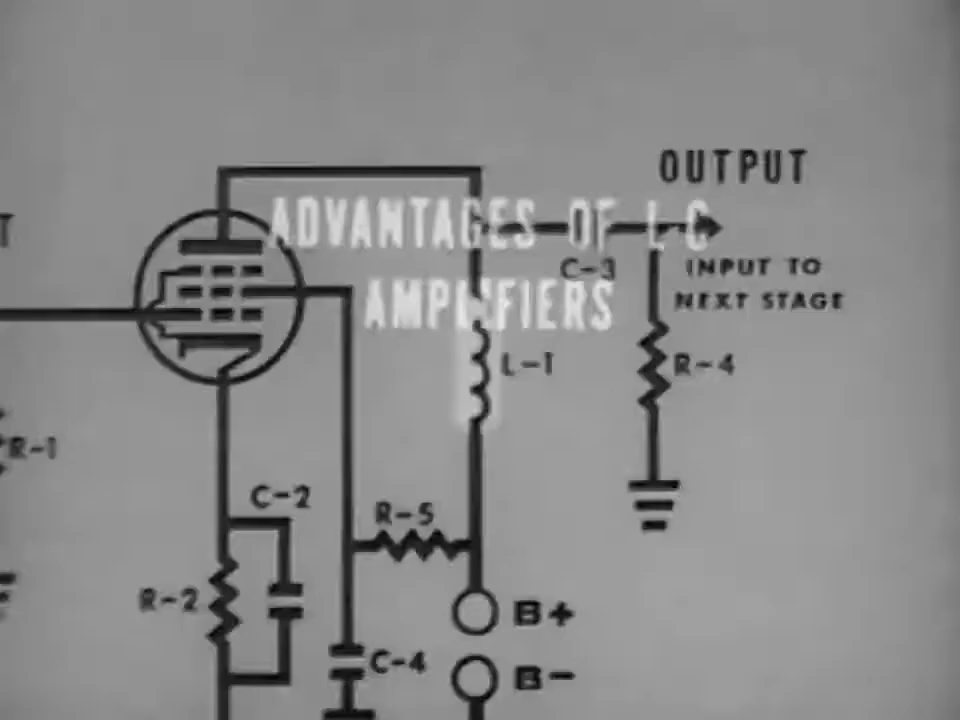 OUTPUT
T
ADVANTAGES OF L C
C-3
INPUT TO
AMPLIFIERS
NEXT STAGE
L-1
R-4
R-1
C-2
R-5
R-2
B+
C-4
B-